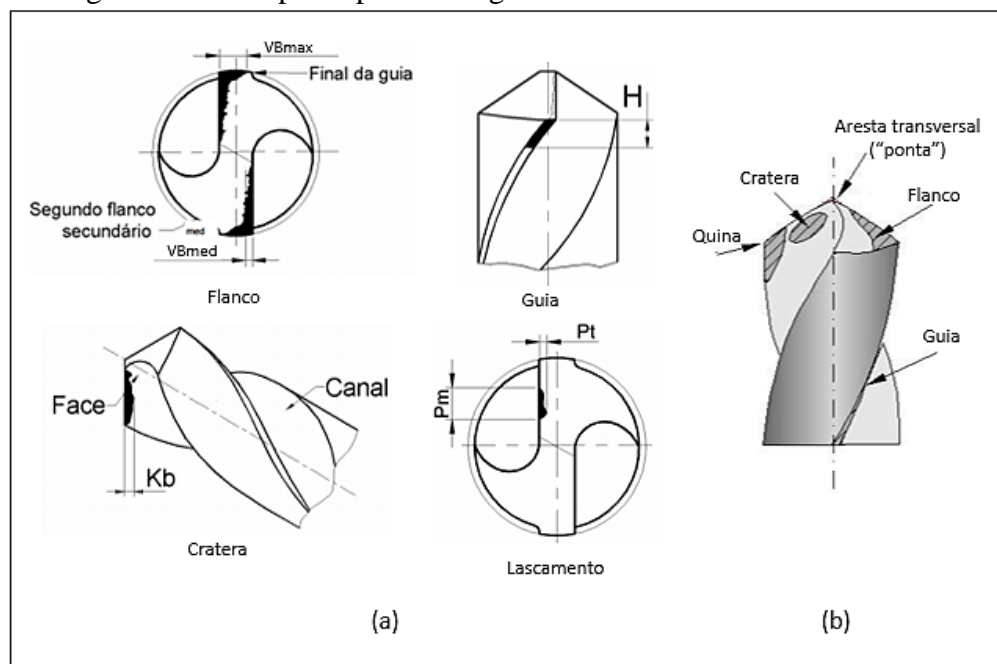 VBmax
Final da guia
Segundo flanco
secundário
med
VBmed
Flanco
H
Guia
Face
Canal
Kb
Cratera
Pt
Pm
Lascamento
(a)
Aresta transversal
(“ponta”)
Cratera
Flanco
Quina
Guia
(b)